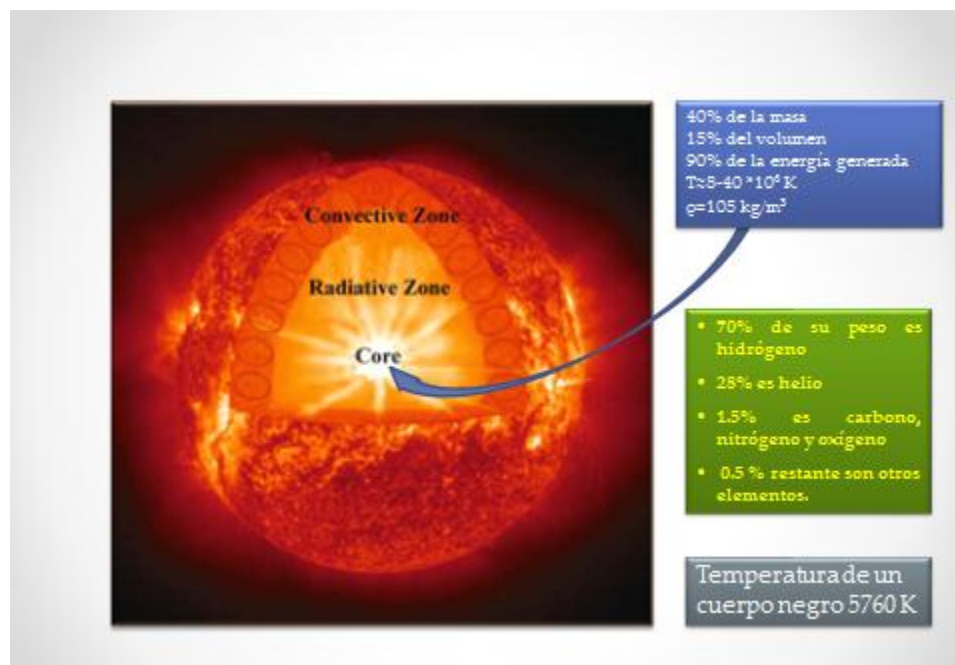 Convective Zone
Radiative Zone
Core
40% de la masa
15% del volumen
90% de la energía generada
T≈8-40 *10⁶ K
ϱ=105 kg/m³
• 70% de su peso es
hidrógeno
• 28% es helio
• 1.5% es carbono,
nitrógeno y oxígeno
• 0.5 % restante son otros
elementos.
Temperatura de un
cuerpo negro 5760 K